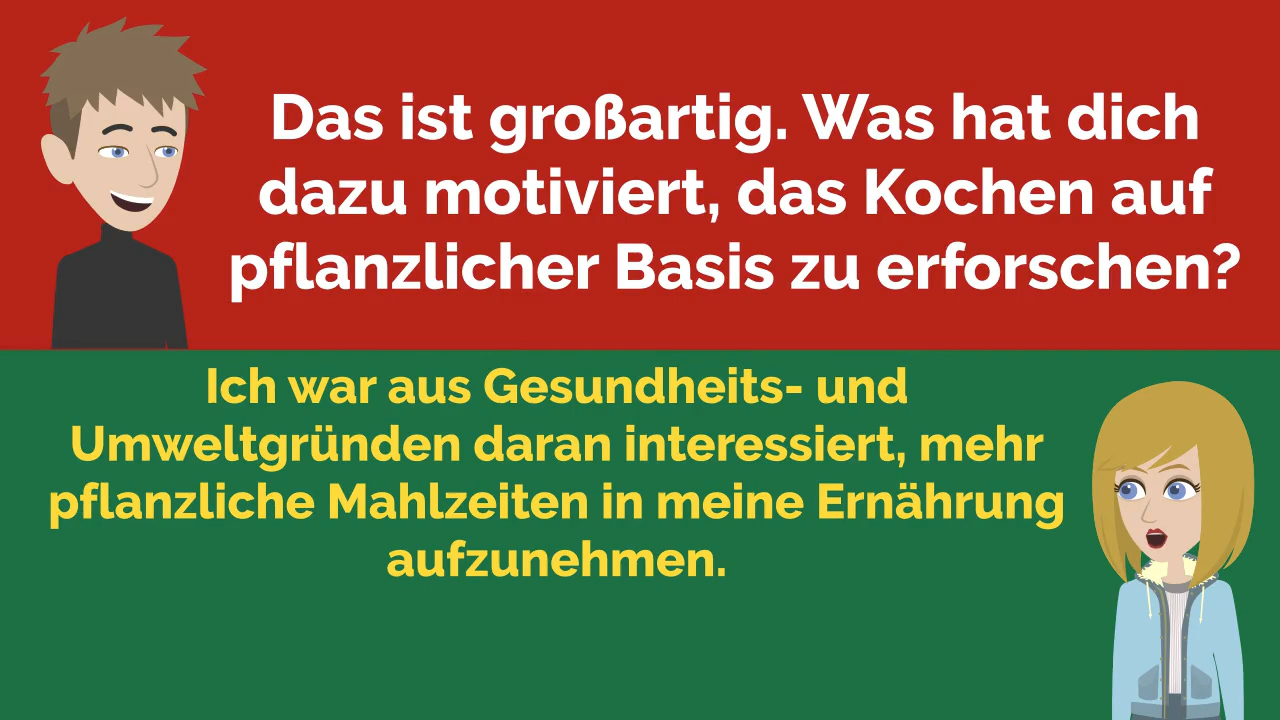 Das ist großartig. Was hat dich
dazu motiviert, das Kochen auf
pflanzlicher Basis zu erforschen?
Ich war aus Gesundheits- und
Umweltgründen daran interessiert, mehr
pflanzliche Mahlzeiten in meine Ernährung
aufzunehmen.